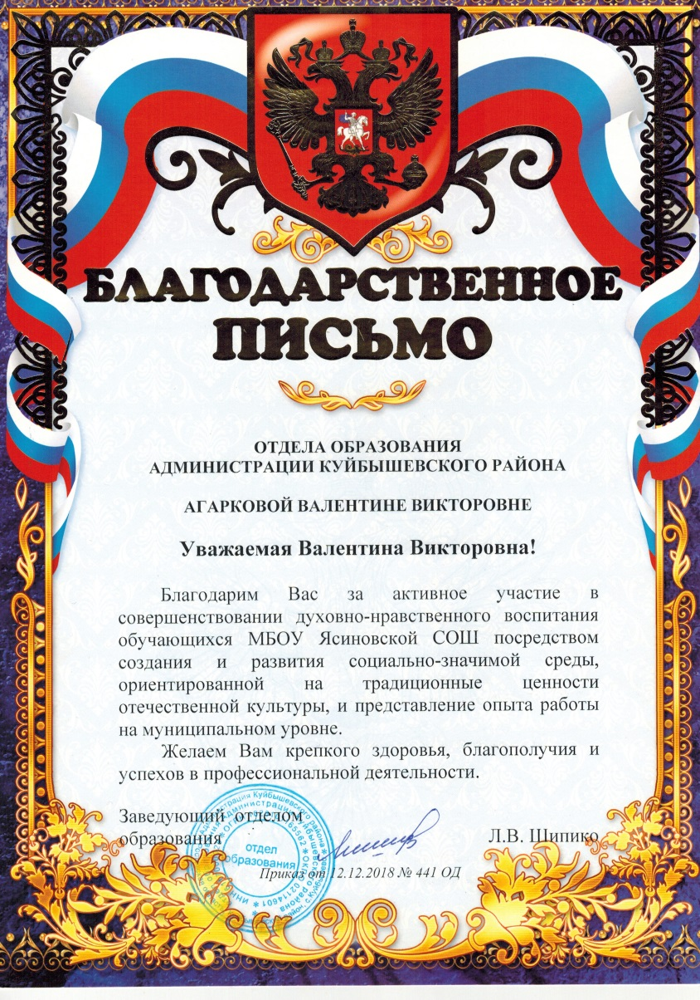 БЛАГОДАРСТВЕННОЕ
ПИСЬМО
ОТДЕЛА ОБРАЗОВАНИЯ
АДМИНИСТРАЦИИ КУЙБЫШЕВСКОГО РАЙОНА
АГАРКОВОЙ ВАЛЕНТИНЕ ВИКТОРОВНЕ
Уважаемая Валентина Викторовна!
Благодарим Вас за активное участие в
совершенствовании духовно-нравственного воспитания
обучающихся МБОУ Ясиновской СОШ посредством
создания и развития социально-значимой среды,
ориентированной на традиционные ценности
отечественной культуры, и представление опыта работы
на муниципальном уровне.
Желаем Вам крепкого здоровья, благополучия и
успехов в профессиональной деятельности.
Заведующий отделом
образования Л.В. Шипико
отдел
образования
Приказ от 12.12.2018 № 441 ОД